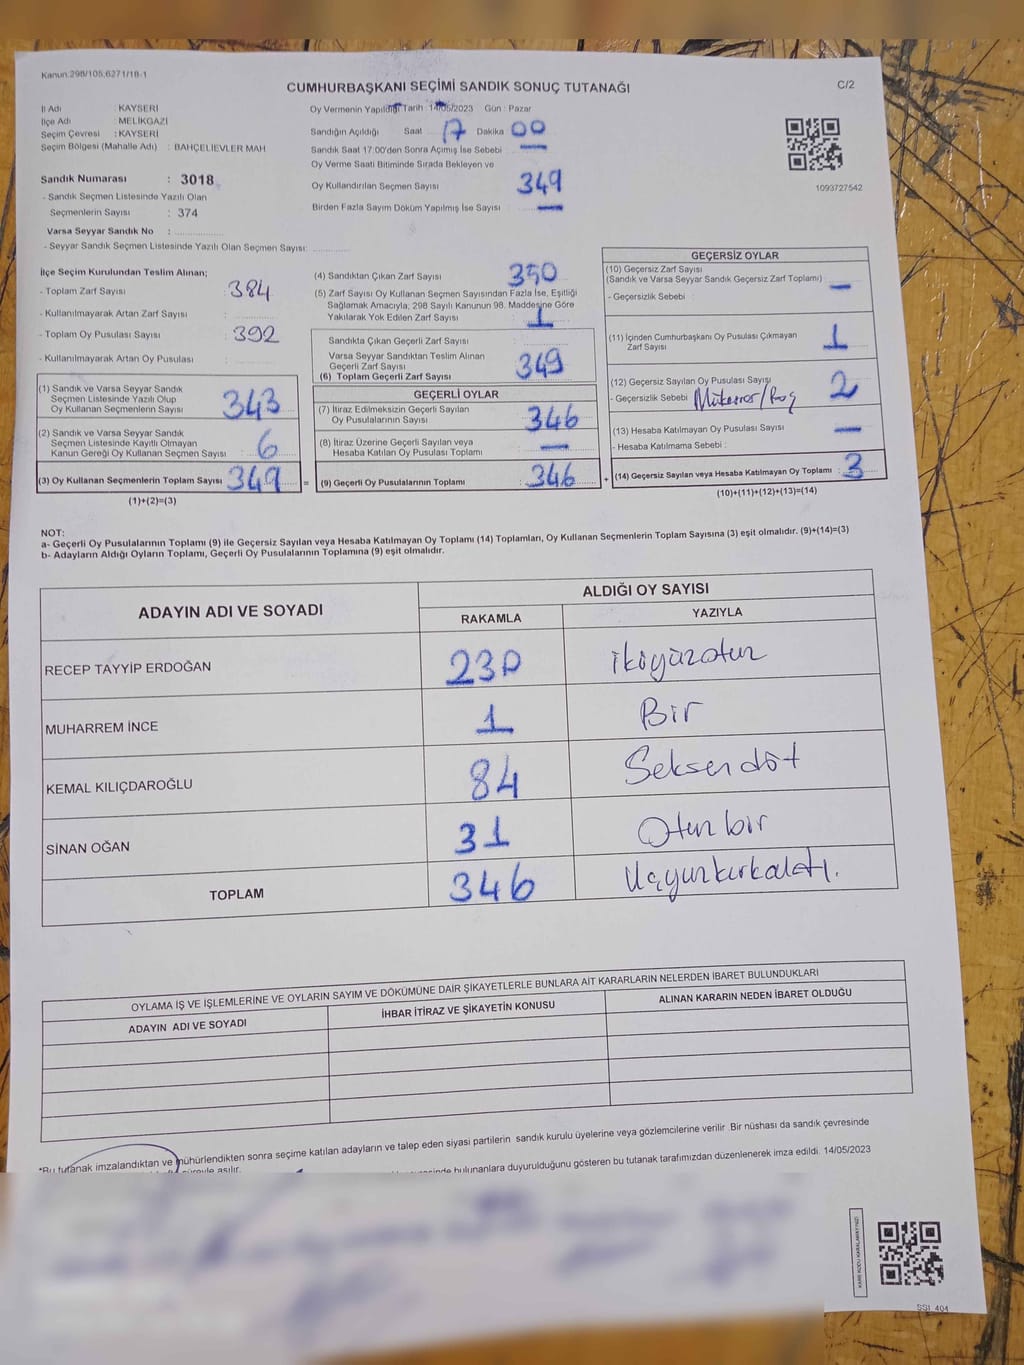 Kanun:298/105,6271/18-1
CUMHURBAŞKANI SEÇİMİ SANDIK SONUÇ TUTANAĞI
C/2
İl Adı : KAYSERİ
İlçe Adı : MELİKGAZİ
Seçim Çevresi : KAYSERİ
Seçim Bölgesi (Mahalle Adı) : BAHÇELİEVLER MAH
Sandık Numarası : 3018
- Sandık Seçmen Listesinde Yazılı Olan
Seçmenlerin Sayısı : 374
Varsa Seyyar Sandık No :
- Seyyar Sandık Seçmen Listesinde Yazılı Olan Seçmen Sayısı:
Oy Vermenin Yapıldığı Tarih : 14/05/2023 Gün : Pazar
Sandığın Açıldığı Saat 17 Dakika 00
Sandık Saat 17:00'den Sonra Açılmış İse Sebebi —
Oy Verme Saati Bitiminde Sırada Bekleyen ve
Oy Kullandırılan Seçmen Sayısı 349
Birden Fazla Sayım Döküm Yapılmış İse Sayısı —
1093727542
İlçe Seçim Kurulundan Teslim Alınan;
- Toplam Zarf Sayısı : 384
- Kullanılmayarak Artan Zarf Sayısı :
- Toplam Oy Pusulası Sayısı : 392
- Kullanılmayarak Artan Oy Pusulası :
(1) Sandık ve Varsa Seyyar Sandık
Seçmen Listesinde Yazılı Olup
Oy Kullanan Seçmenlerin Sayısı : 343
(2) Sandık ve Varsa Seyyar Sandık
Seçmen Listesinde Kayıtlı Olmayan
Kanun Gereği Oy Kullanan Seçmen Sayısı : 6
(3) Oy Kullanan Seçmenlerin Toplam Sayısı : 349
(1)+(2)=(3)
(4) Sandıktan Çıkan Zarf Sayısı : 350
(5) Zarf Sayısı Oy Kullanan Seçmen Sayısından Fazla İse, Eşitliği
Sağlamak Amacıyla, 298 Sayılı Kanunun 98. Maddesine Göre
Yakılarak Yok Edilen Zarf Sayısı : 1
Sandıkta Çıkan Geçerli Zarf Sayısı :
Varsa Seyyar Sandıktan Teslim Alınan
Geçerli Zarf Sayısı
(6) Toplam Geçerli Zarf Sayısı : 349
GEÇERLİ OYLAR
(7) İtiraz Edilmeksizin Geçerli Sayılan
Oy Pusulalarının Sayısı : 346
(8) İtiraz Üzerine Geçerli Sayılan veya
Hesaba Katılan Oy Pusulası Toplamı : —
= (9) Geçerli Oy Pusulalarının Toplamı : 346
GEÇERSİZ OYLAR
(10) Geçersiz Zarf Sayısı
(Sandık ve Varsa Seyyar Sandık Geçersiz Zarf Toplamı) : —
- Geçersizlik Sebebi :
(11) İçinden Cumhurbaşkanı Oy Pusulası Çıkmayan
Zarf Sayısı : 1
(12) Geçersiz Sayılan Oy Pusulası Sayısı : 2
- Geçersizlik Sebebi :
(13) Hesaba Katılmayan Oy Pusulası Sayısı : —
- Hesaba Katılmama Sebebi :
+ (14) Geçersiz Sayılan veya Hesaba Katılmayan Oy Toplamı : 3
(10)+(11)+(12)+(13)=(14)
NOT:
a- Geçerli Oy Pusulalarının Toplamı (9) ile Geçersiz Sayılan veya Hesaba Katılmayan Oy Toplamı (14) Toplamları, Oy Kullanan Seçmenlerin Toplam Sayısına (3) eşit olmalıdır. (9)+(14)=(3)
b- Adayların Aldığı Oyların Toplamı, Geçerli Oy Pusulalarının Toplamına (9) eşit olmalıdır.
ADAYIN ADI VE SOYADI
ALDIĞI OY SAYISI
RAKAMLA YAZIYLA
RECEP TAYYİP ERDOĞAN 230 ikiyüzotuz
MUHARREM İNCE 1 Bir
KEMAL KILIÇDAROĞLU 84 Seksendöt
SİNAN OĞAN 31 Otuzbir
TOPLAM 346 Üçyüzkırkaltı.
OYLAMA İŞ VE İŞLEMLERİNE VE OYLARIN SAYIM VE DÖKÜMÜNE DAİR ŞİKAYETLERLE BUNLARA AİT KARARLARIN NELERDEN İBARET BULUNDUKLARI
ADAYIN ADI VE SOYADI İHBAR İTİRAZ VE ŞİKAYETİN KONUSU ALINAN KARARIN NEDEN İBARET OLDUĞU
*Bu tutanak imzalandıktan ve mühürlendikten sonra seçime katılan adayların ve talep eden siyasi partilerin sandık kurulu üyelerine veya gözlemcilerine verilir .Bir nüshası da sandık çevresinde
süreyle asılır. bulunanlara duyurulduğunu gösteren bu tutanak tarafımızdan düzenlenerek imza edildi. 14/05/2023
KARE KODU KARALAMAYINIZ!
SSI_404